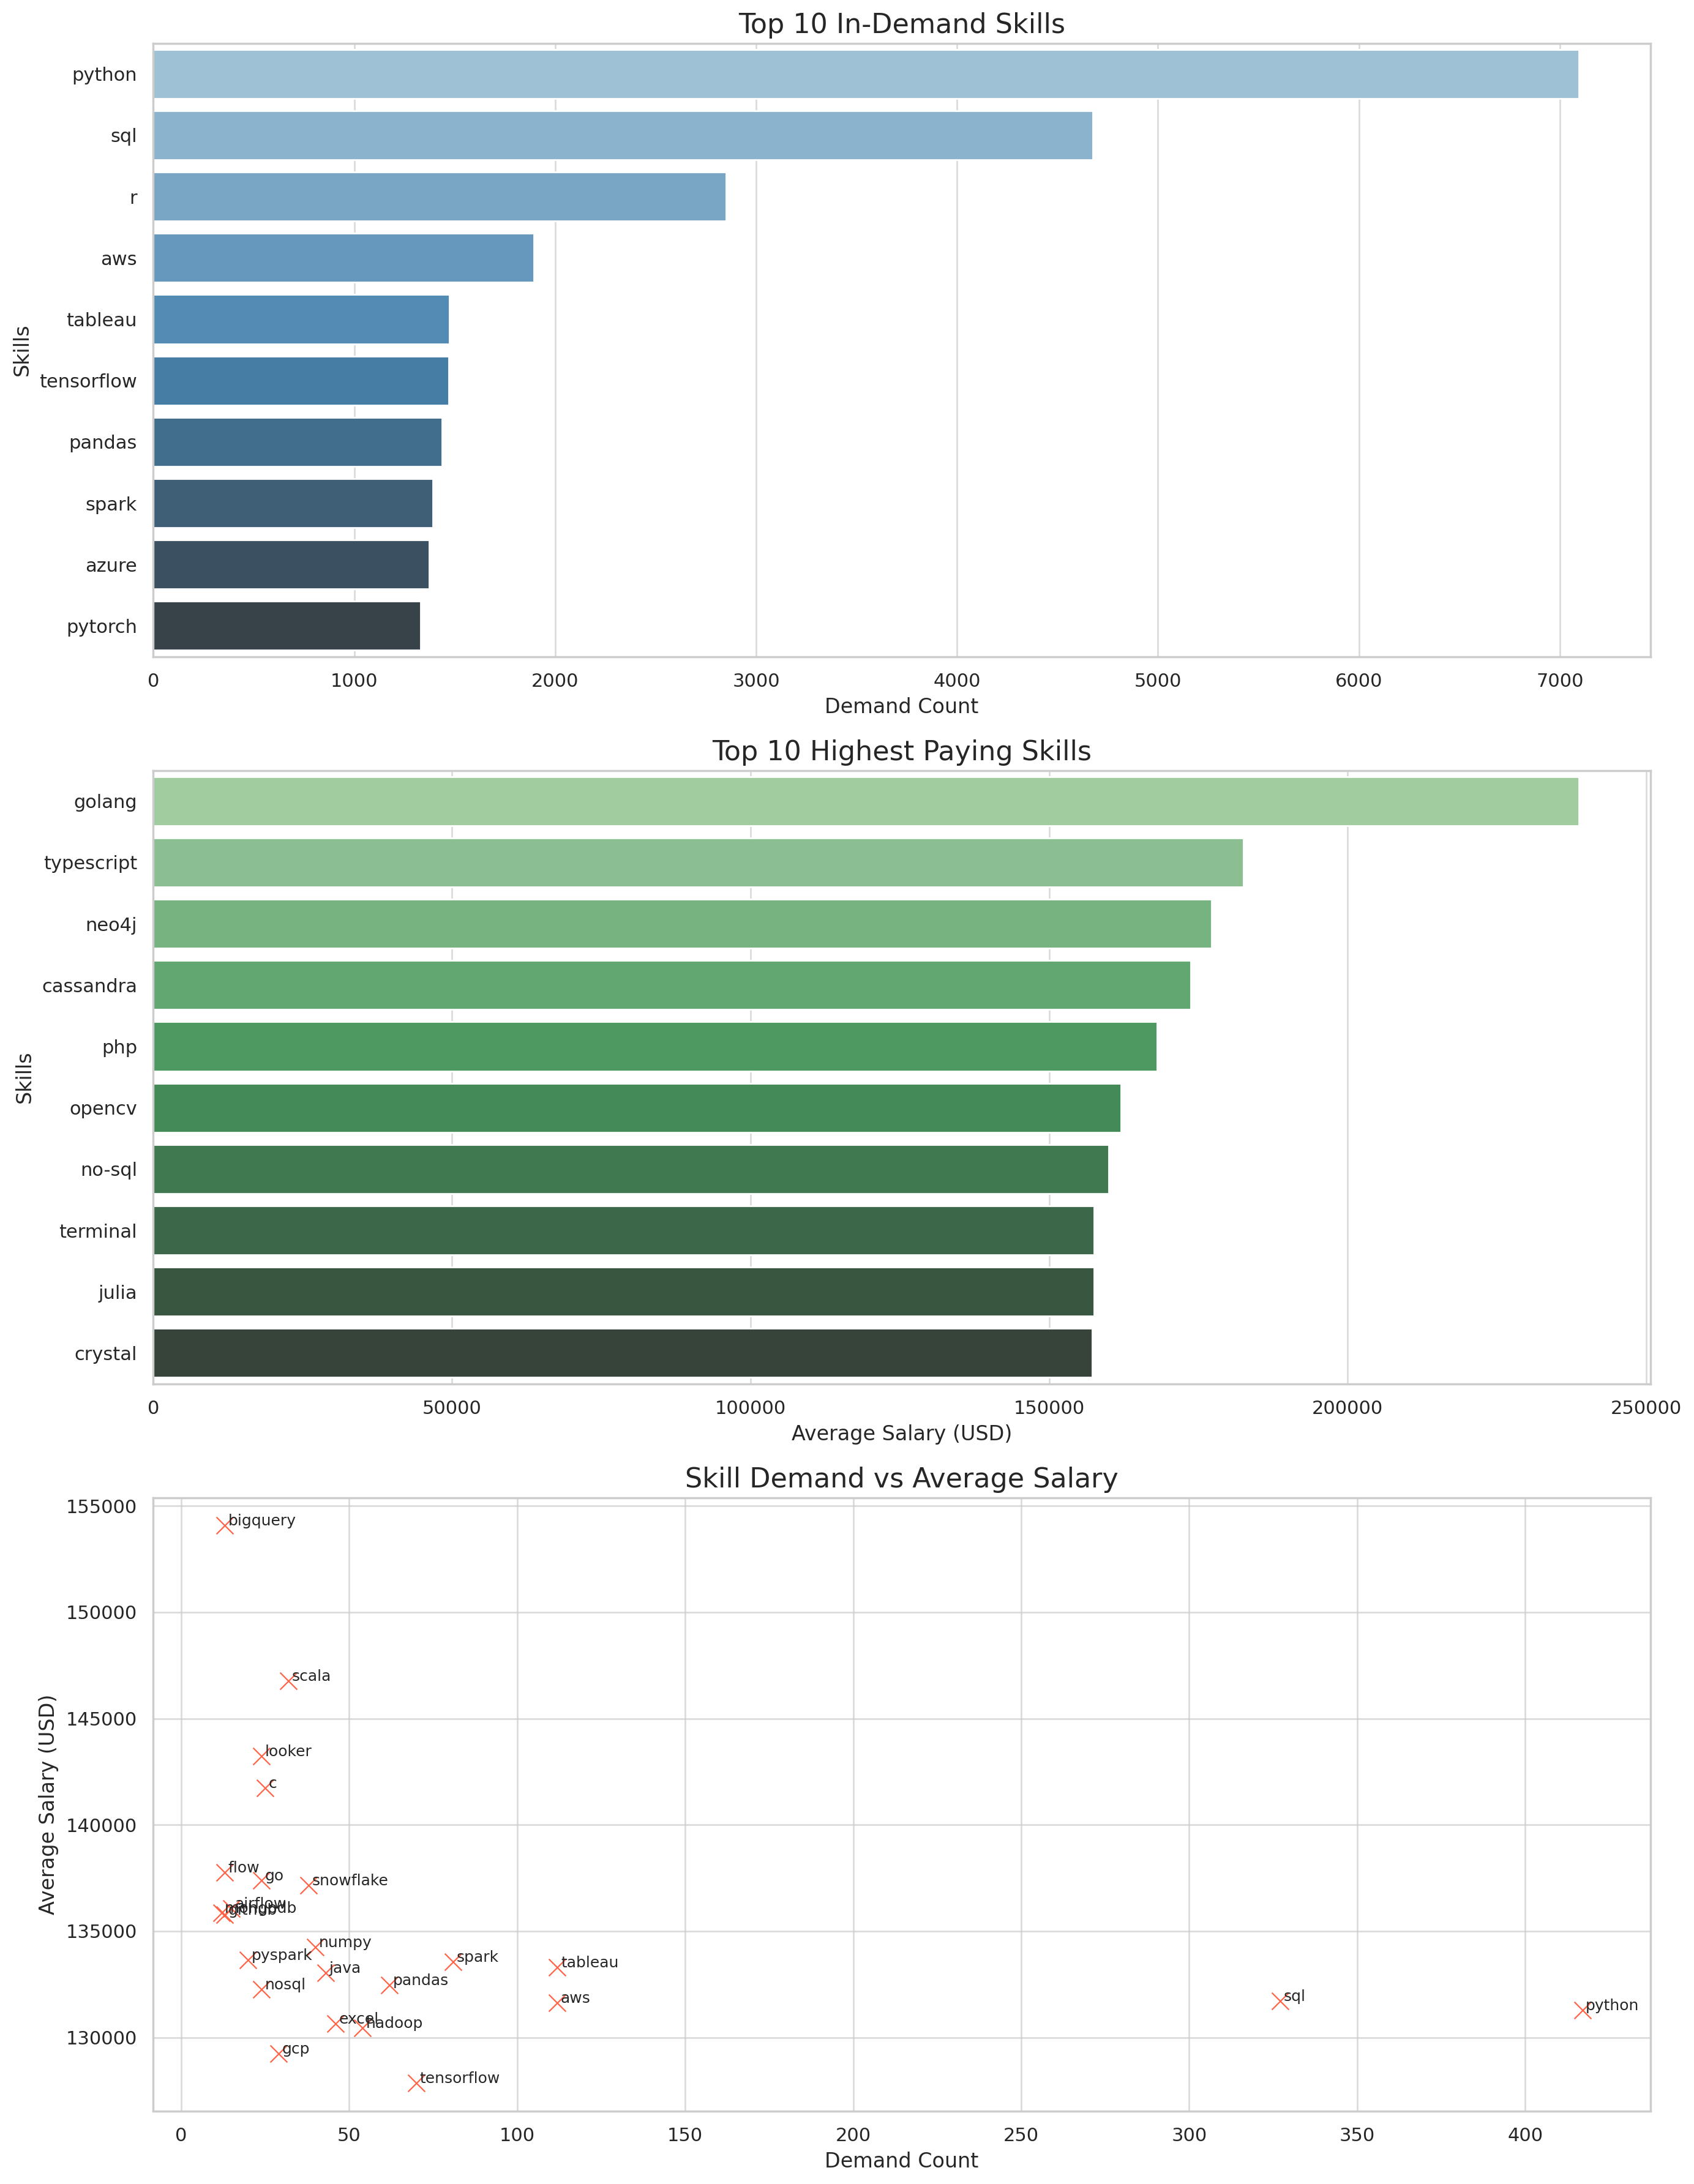 Top 10 In-Demand Skills
Skills
python
sql
r
aws
tableau
tensorflow
pandas
spark
azure
pytorch
0 1000 2000 3000 4000 5000 6000 7000
Demand Count
Top 10 Highest Paying Skills
Skills
golang
typescript
neo4j
cassandra
php
opencv
no-sql
terminal
julia
crystal
0 50000 100000 150000 200000 250000
Average Salary (USD)
Skill Demand vs Average Salary
Average Salary (USD)
155000
bigquery
150000
scala
145000
looker
c
140000
flow
go
snowflake
airflow
mongodb
github
135000
numpy
pyspark
spark
tableau
java
pandas
nosql
aws
sql
python
excel
hadoop
130000
gcp
tensorflow
0 50 100 150 200 250 300 350 400
Demand Count